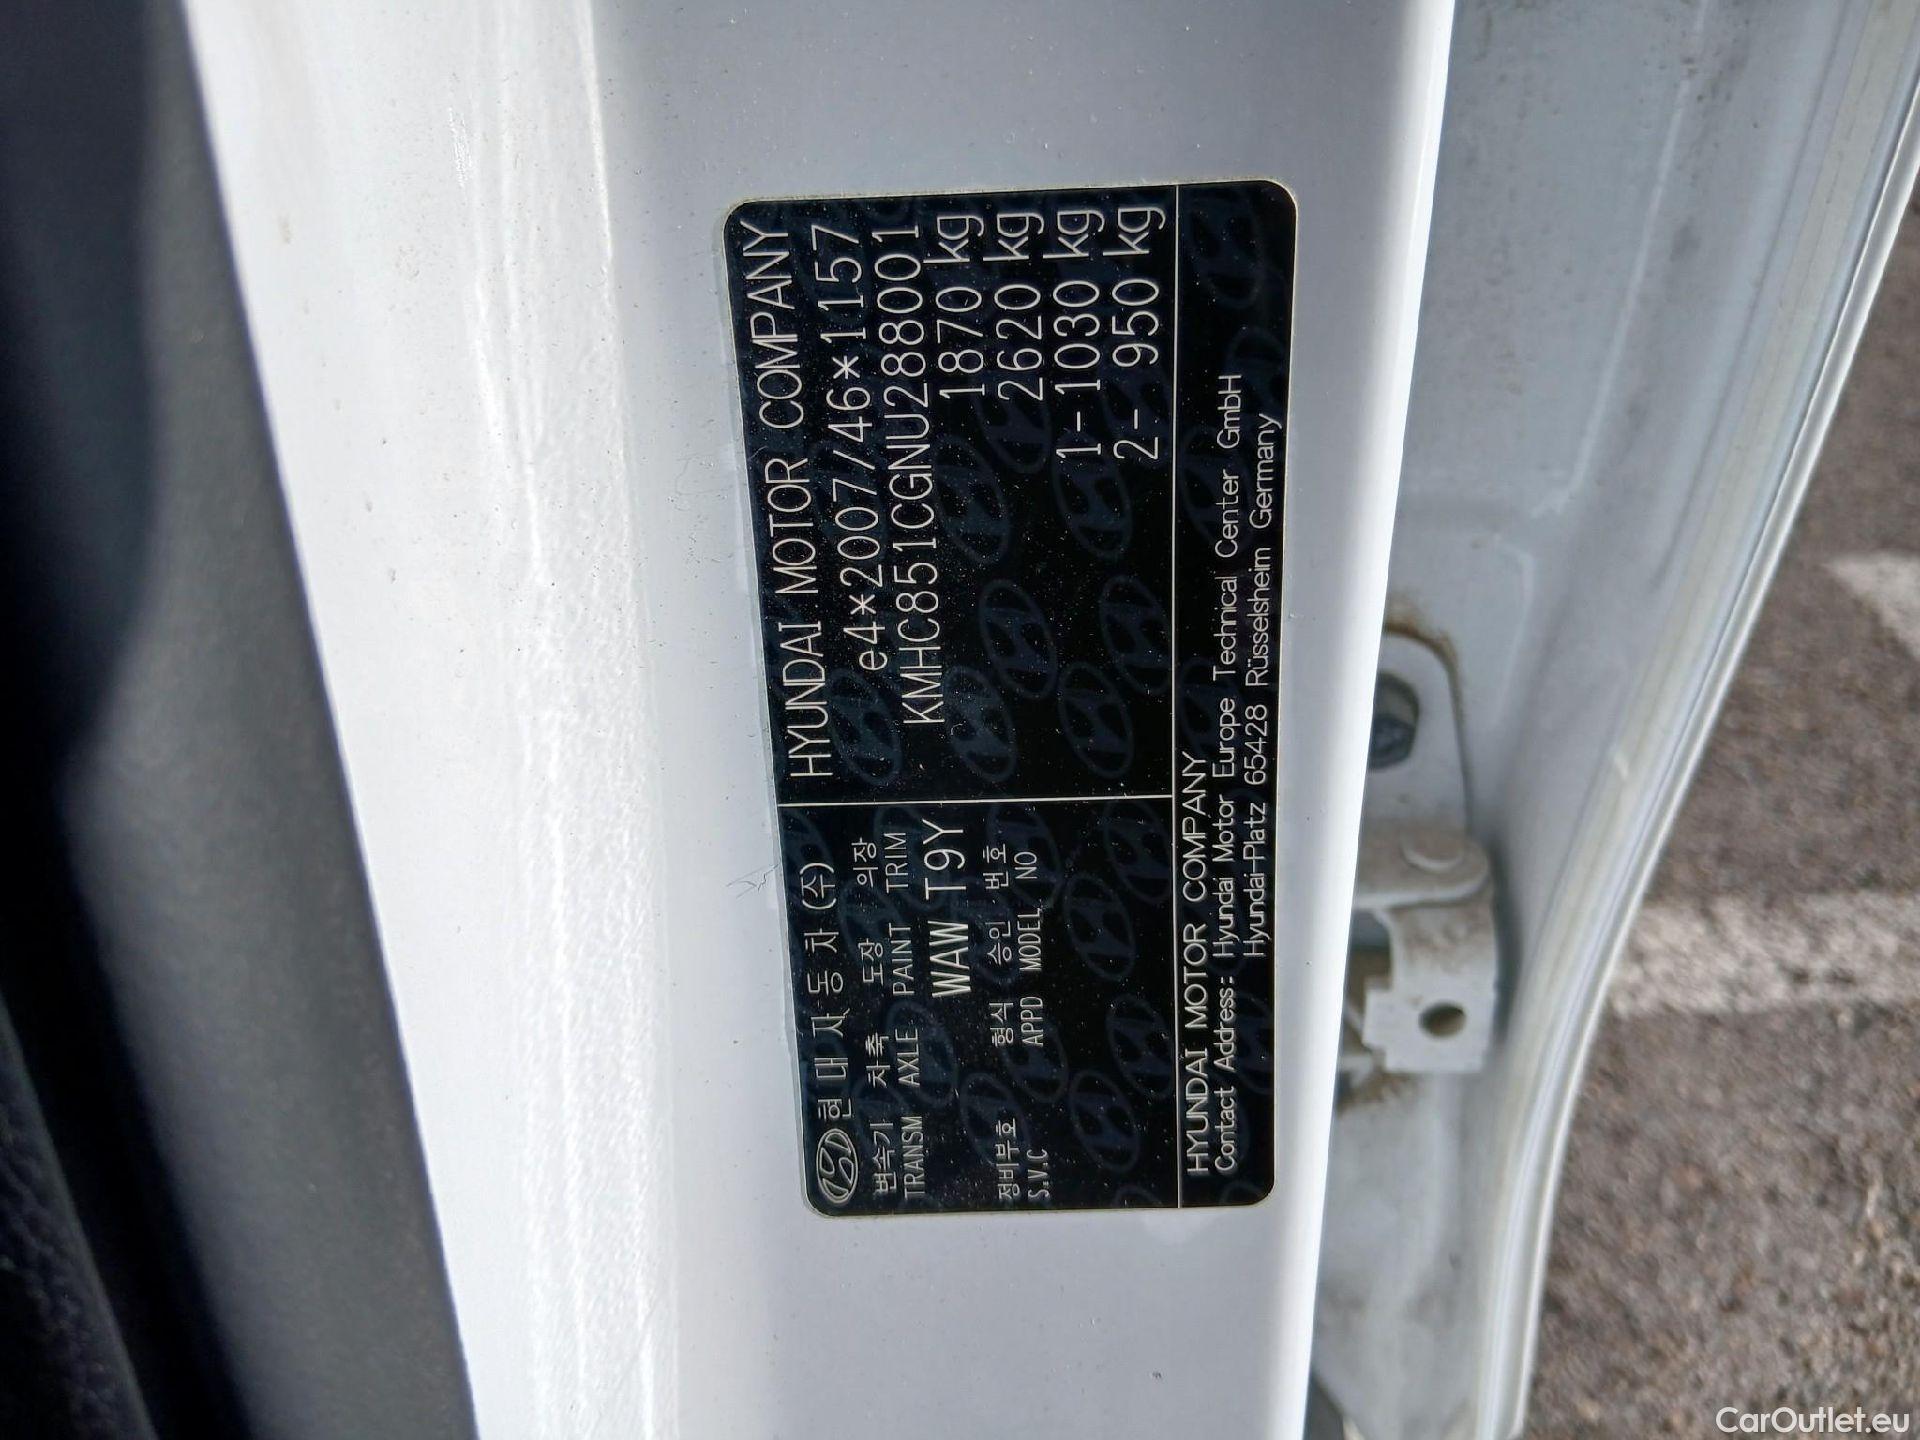 현대자동차(주)
변속기 차축 도장 의장
TRANSM AXLE PAINT TRIM
WAW T9Y
정비부호 형식 승인 번호
S.V.C APPD MODEL NO
HYUNDAI MOTOR COMPANY
e4*2007/46*1157
KMHC851CGNU288001
1870 kg
2620 kg
1-1030 kg
2- 950 kg
HYUNDAI MOTOR COMPANY
Contact Address: Hyundai Motor Europe Technical Center GmbH
Hyundai-Platz 65428 Rüsselsheim Germany
CarOutlet.eu